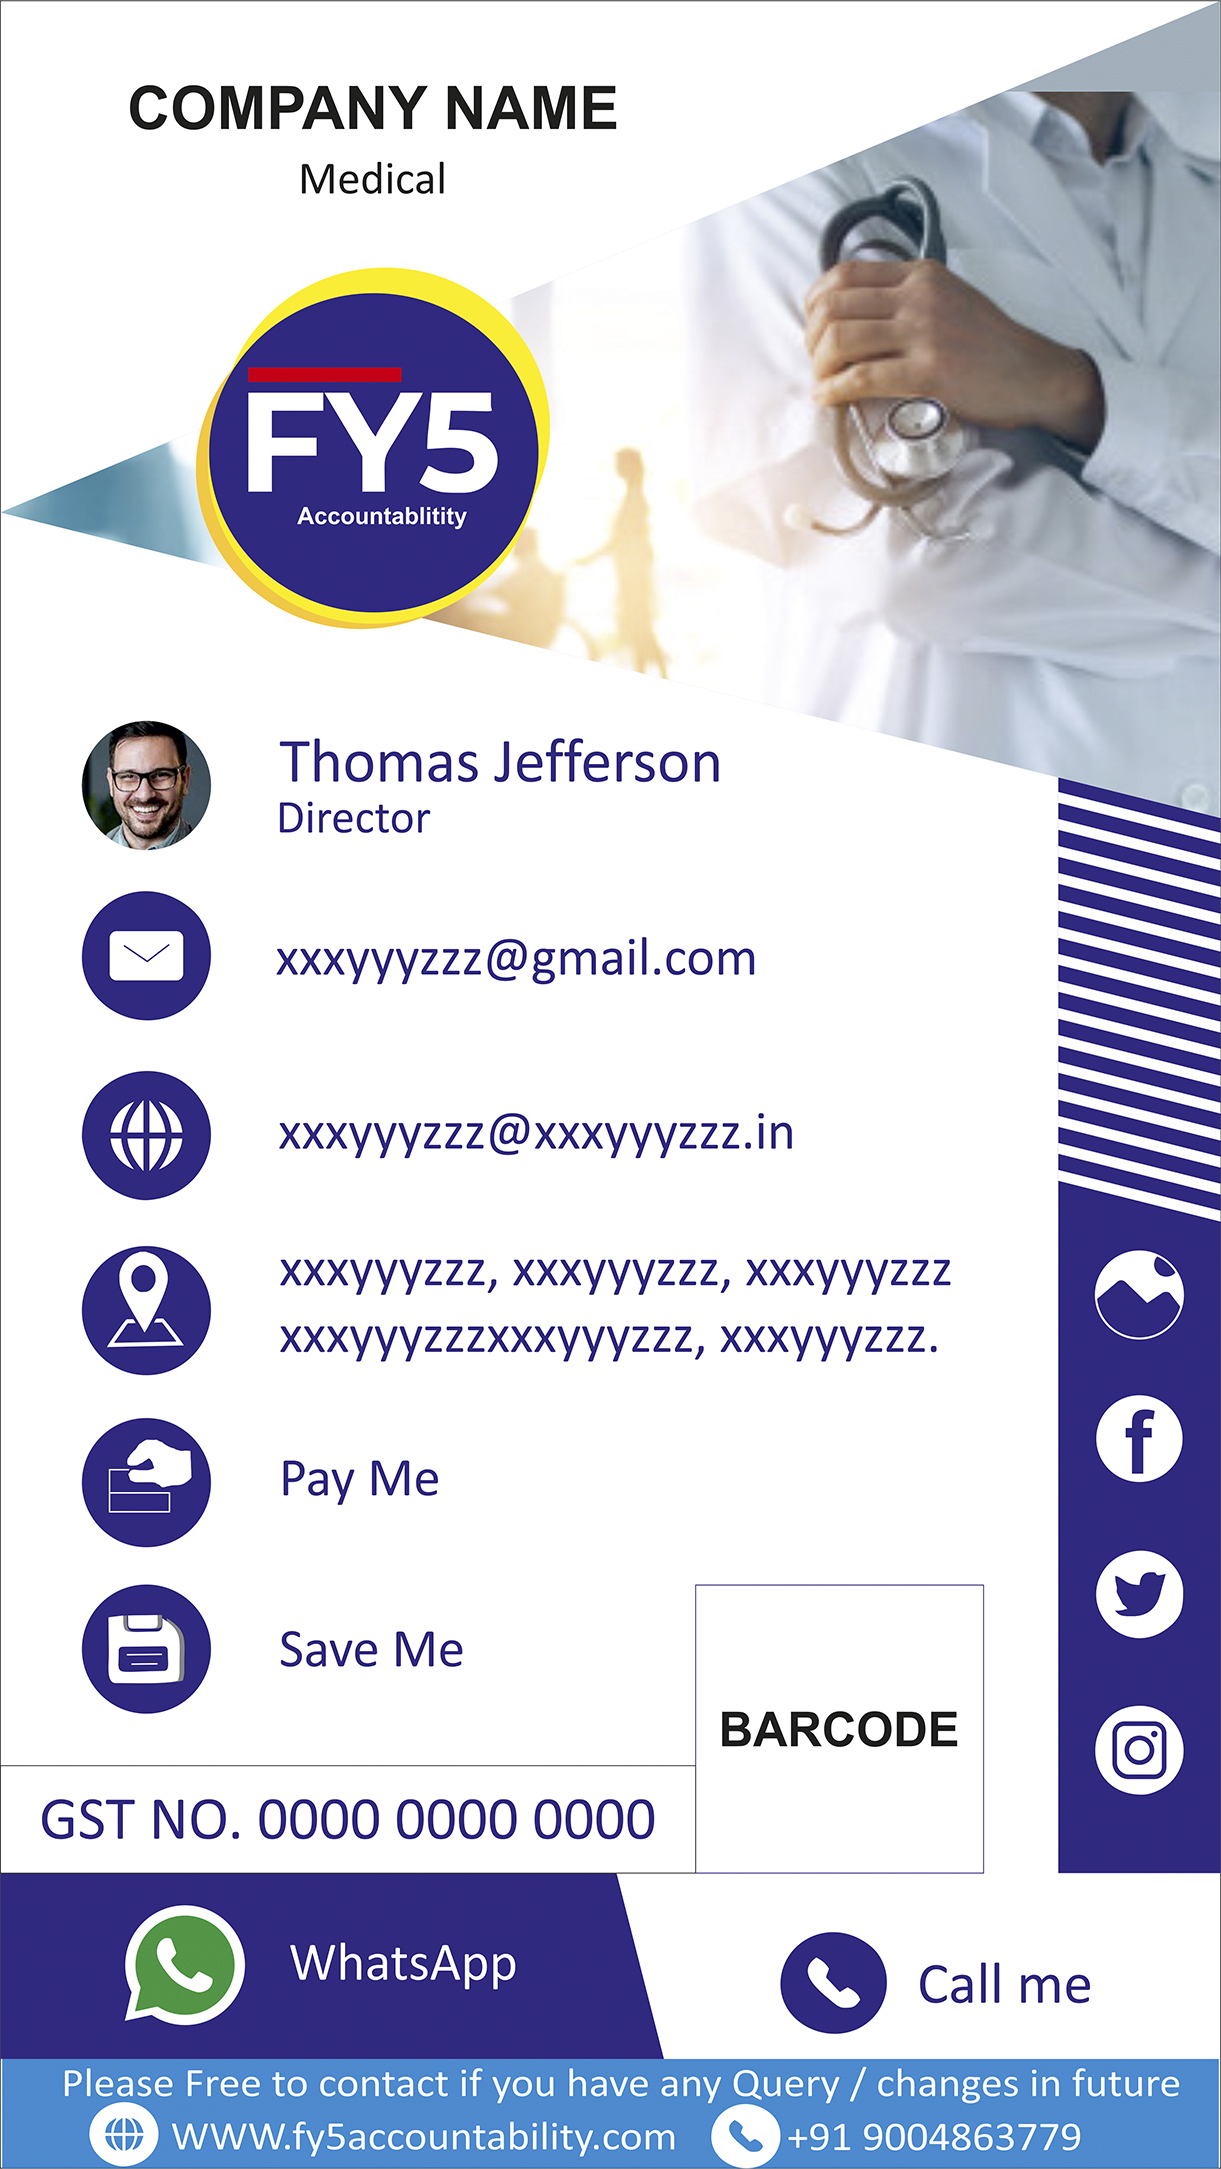 COMPANY NAME
Medical
FY5
Accountablitity
Thomas Jefferson
Director
xxxyyyzzz@gmail.com
xxxyyyzzz@xxxyyyzzz.in
xxxyyyzzz, xxxyyyzzz, xxxyyyzzz
xxxyyyzzzxxxyyyzzz, xxxyyyzzz.
Pay Me
Save Me
BARCODE
GST NO. 0000 0000 0000
WhatsApp
Call me
Please Free to contact if you have any Query / changes in future
WWW.fy5accountability.com +91 9004863779